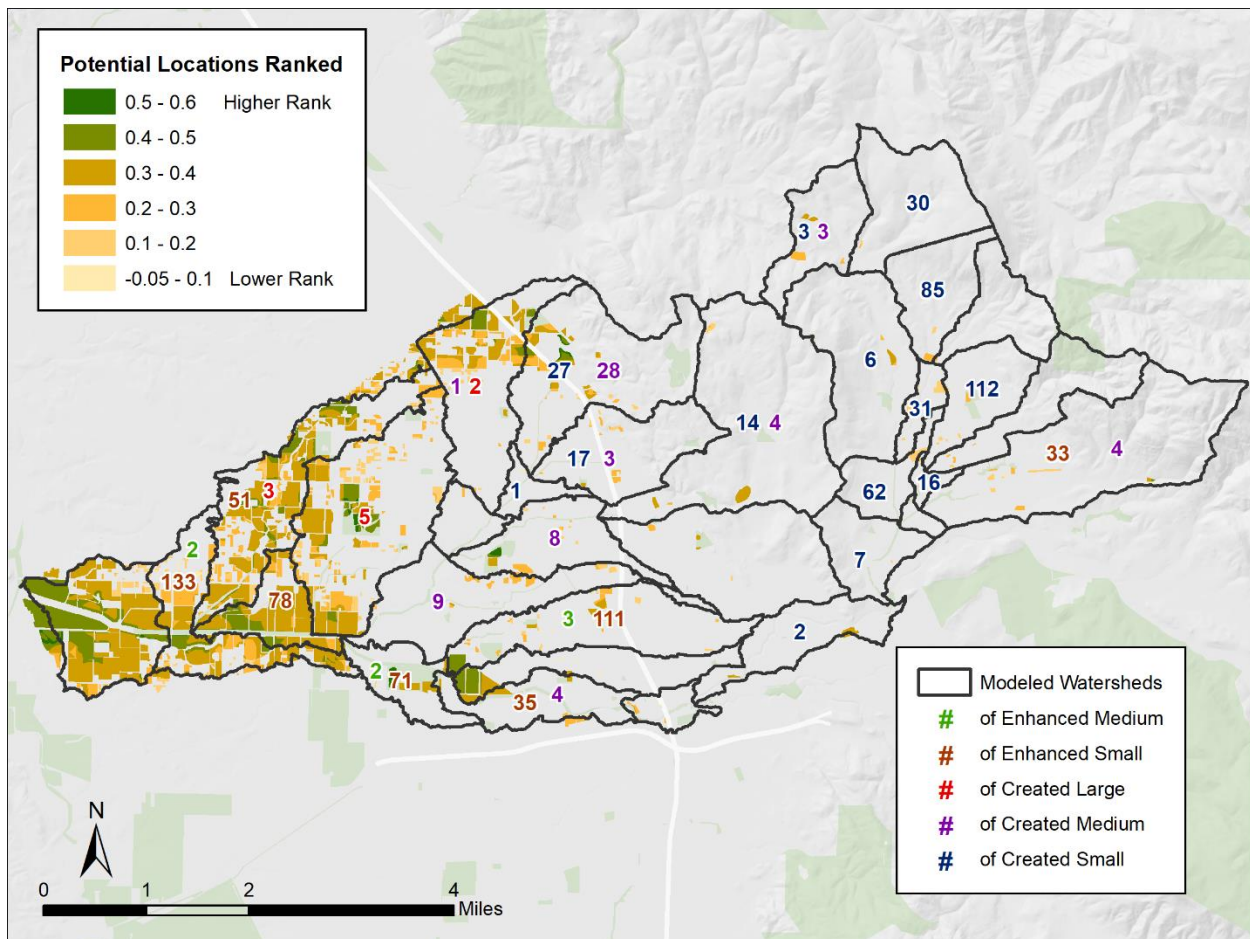 Potential Locations Ranked
0.5 - 0.6 Higher Rank
0.4 - 0.5
0.3 - 0.4
0.2 - 0.3
0.1 - 0.2
-0.05 - 0.1 Lower Rank
30
3 3
85
6
27 28
1 2
112
31
14 4
33 4
17 3
16
62
1
51 3
5
8
2
7
133
78
9
3 111
2
2 71
35 4
Modeled Watersheds
# of Enhanced Medium
# of Enhanced Small
# of Created Large
# of Created Medium
# of Created Small
N
0 1 2 4
Miles